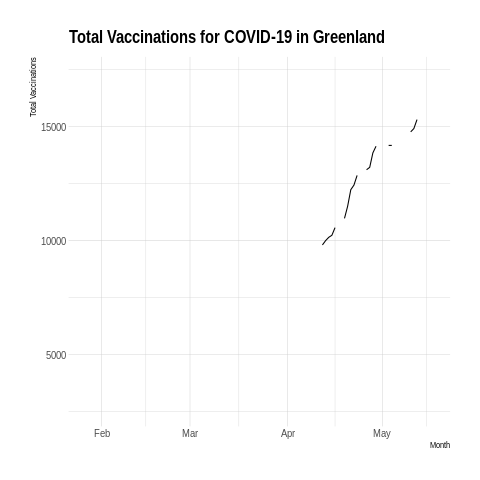 Total Vaccinations for COVID-19 in Greenland
Total Vaccinations
15000
10000
5000
Feb Mar Apr May
Month